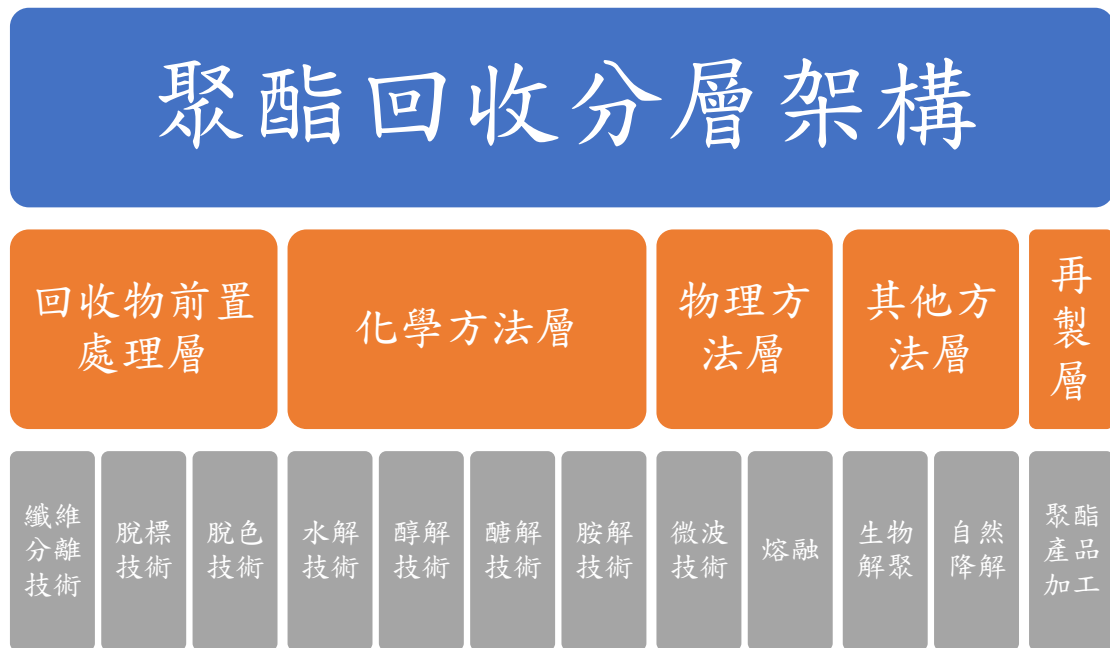 聚酯回收分層架構
回收物前置
處理層
化學方法層
物理方
法層
其他方
法層
再
製
層
纖維
分離
技術
脫標
技術
脫色
技術
水解
技術
醇解
技術
醣解
技術
胺解
技術
微波
技術
熔融
生物
解聚
自然
降解
聚酯
產品
加工